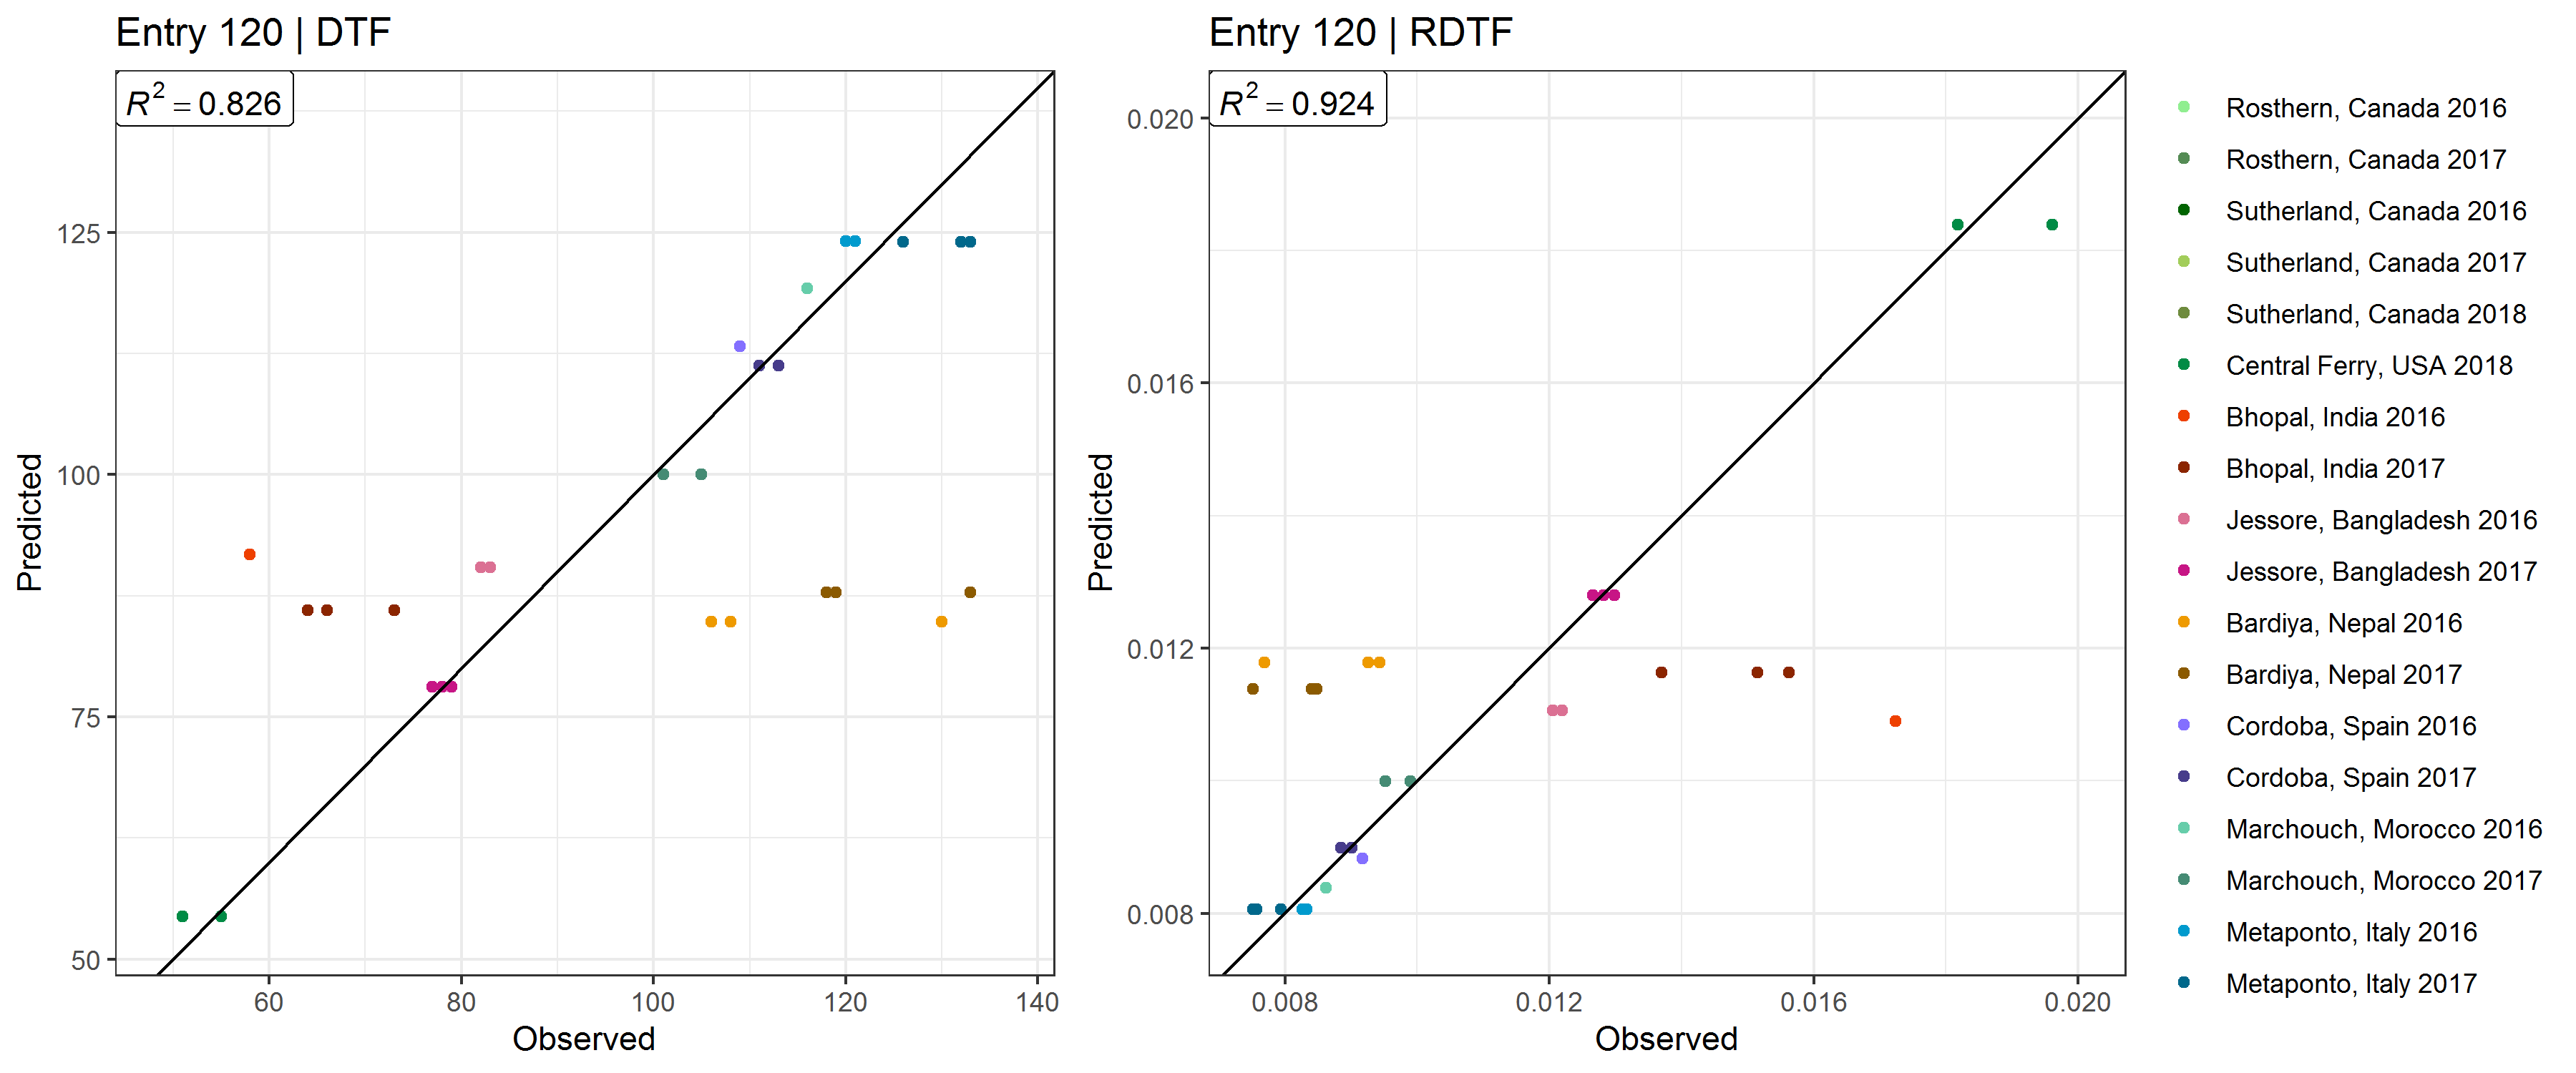 Entry 120 | DTF
R² = 0.826
125
100
75
50
Predicted
60 80 100 120 140
Observed
Entry 120 | RDTF
R² = 0.924
0.020
0.016
0.012
0.008
Predicted
0.008 0.012 0.016 0.020
Observed
Rosthern, Canada 2016
Rosthern, Canada 2017
Sutherland, Canada 2016
Sutherland, Canada 2017
Sutherland, Canada 2018
Central Ferry, USA 2018
Bhopal, India 2016
Bhopal, India 2017
Jessore, Bangladesh 2016
Jessore, Bangladesh 2017
Bardiya, Nepal 2016
Bardiya, Nepal 2017
Cordoba, Spain 2016
Cordoba, Spain 2017
Marchouch, Morocco 2016
Marchouch, Morocco 2017
Metaponto, Italy 2016
Metaponto, Italy 2017